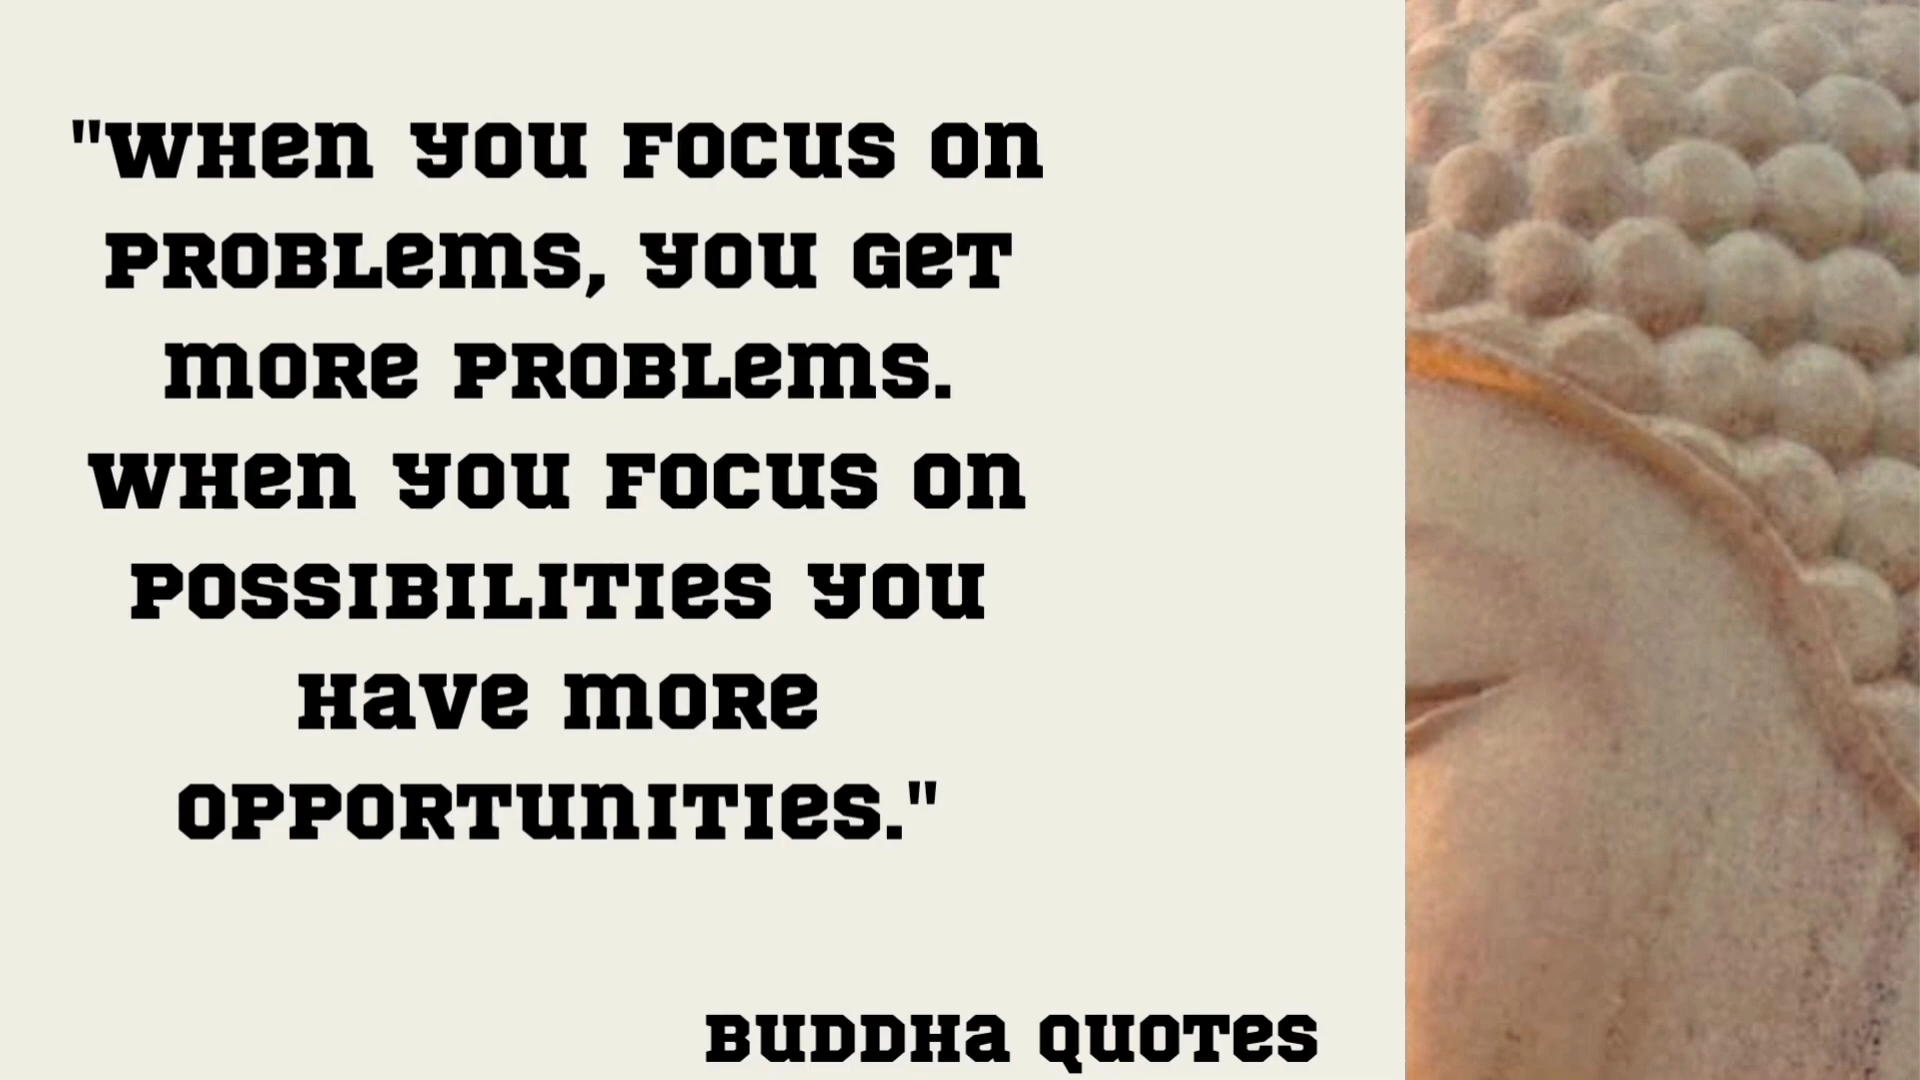 "When you focus on
problems, you get
more problems.
When you focus on
possibilities you
have more
opportunities."
Buddha Quotes